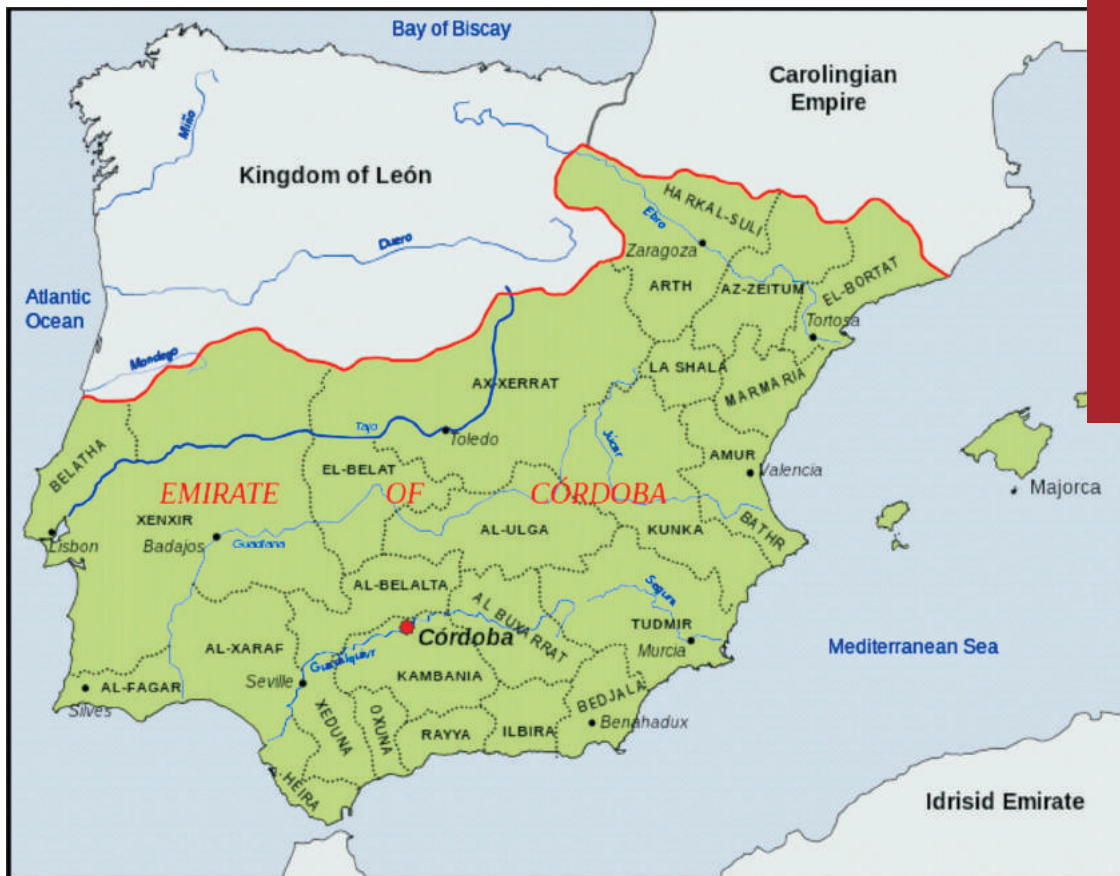 Bay of Biscay
Carolingian
Empire
Miño
Kingdom of León
HARKAL-SULI
Ebro
Duero
Zaragoza
Atlantic
Ocean
ARTH
AZ-ZEITUM
EL-BORTAT
Tortosa
Mondego
LA SHALA
AX-XERRAT
MARMARIA
Tajo
Toledo
Júcar
BELATHA
EL-BELAT
AMUR
Valencia
EMIRATE OF CÓRDOBA
Majorca
XENXIR
AL-ULGA
KUNKA
BATHR
Lisbon
Badajos
Guadiana
AL-BELALTA
AL BUXARRAT
Segura
TUDMIR
Córdoba
AL-XARAF
Guadalquivir
Murcia
Mediterranean Sea
KAMBANIA
Seville
AL-FAGAR
BEDJALA
Silves
XEDUNA
OXUNA
RAYYA
ILBIRA
Benahadux
HEIRA
Idrisid Emirate